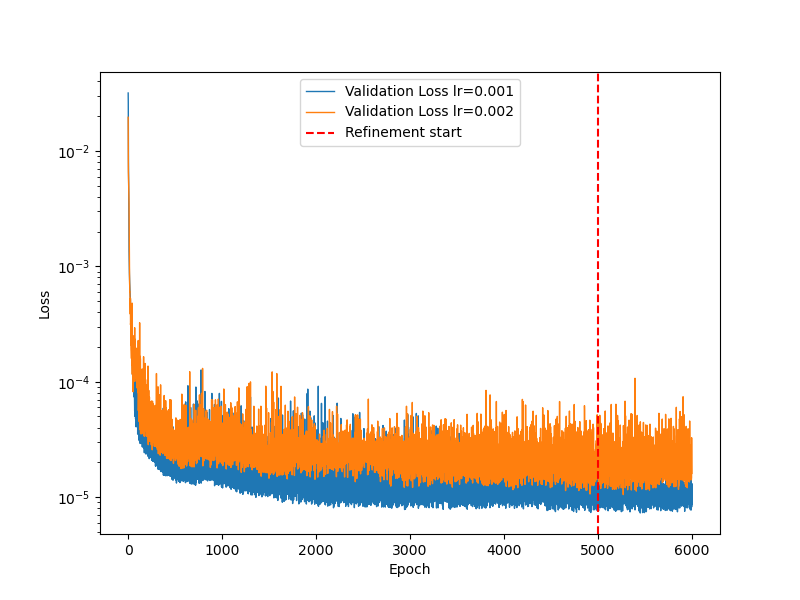 Validation Loss lr=0.001
Validation Loss lr=0.002
Refinement start
Loss
10⁻²
10⁻³
10⁻⁴
10⁻⁵
0 1000 2000 3000 4000 5000 6000
Epoch